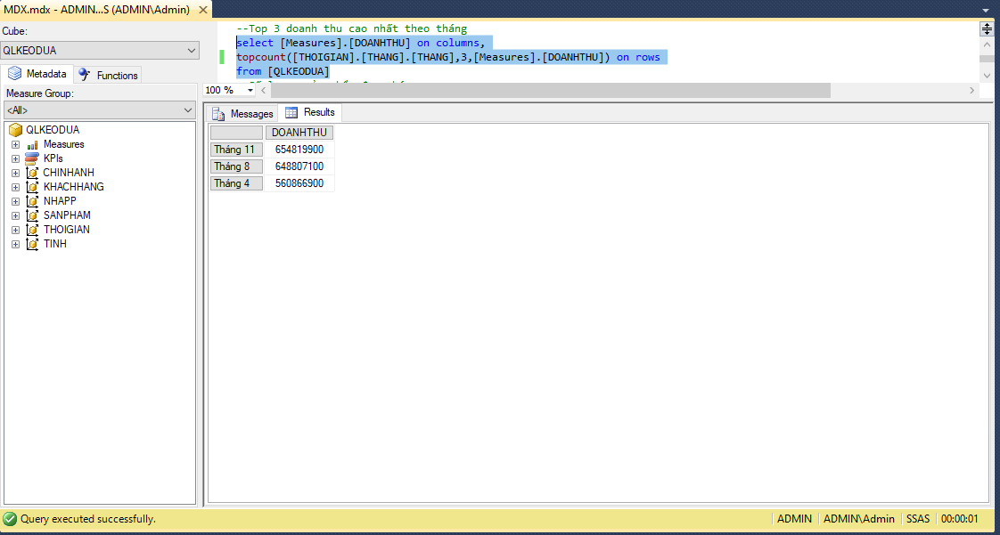 MDX.mdx - ADMIN...S (ADMIN\Admin)
Cube:
QLKEODUA
Metadata
Functions
Measure Group:
<All>
QLKEODUA
Measures
KPIs
CHINHANH
KHACHHANG
NHAPP
SANPHAM
THOIGIAN
TINH
--Top 3 doanh thu cao nhất theo tháng
select [Measures].[DOANHTHU] on columns,
topcount([THOIGIAN].[THANG].[THANG],3,[Measures].[DOANHTHU]) on rows
from [QLKEODUA]
100 %
Messages
Results
DOANHTHU
Tháng 11 654819900
Tháng 8 648807100
Tháng 4 560866900
Query executed successfully.
ADMIN
ADMIN\Admin
SSAS
00:00:01